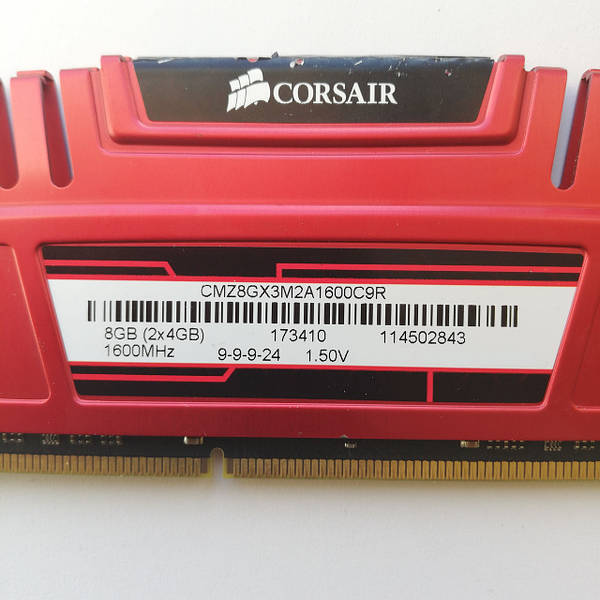 CORSAIR
CMZ8GX3M2A1600C9R
8GB (2x4GB) 173410 114502843
1600MHz 9-9-9-24 1.50V